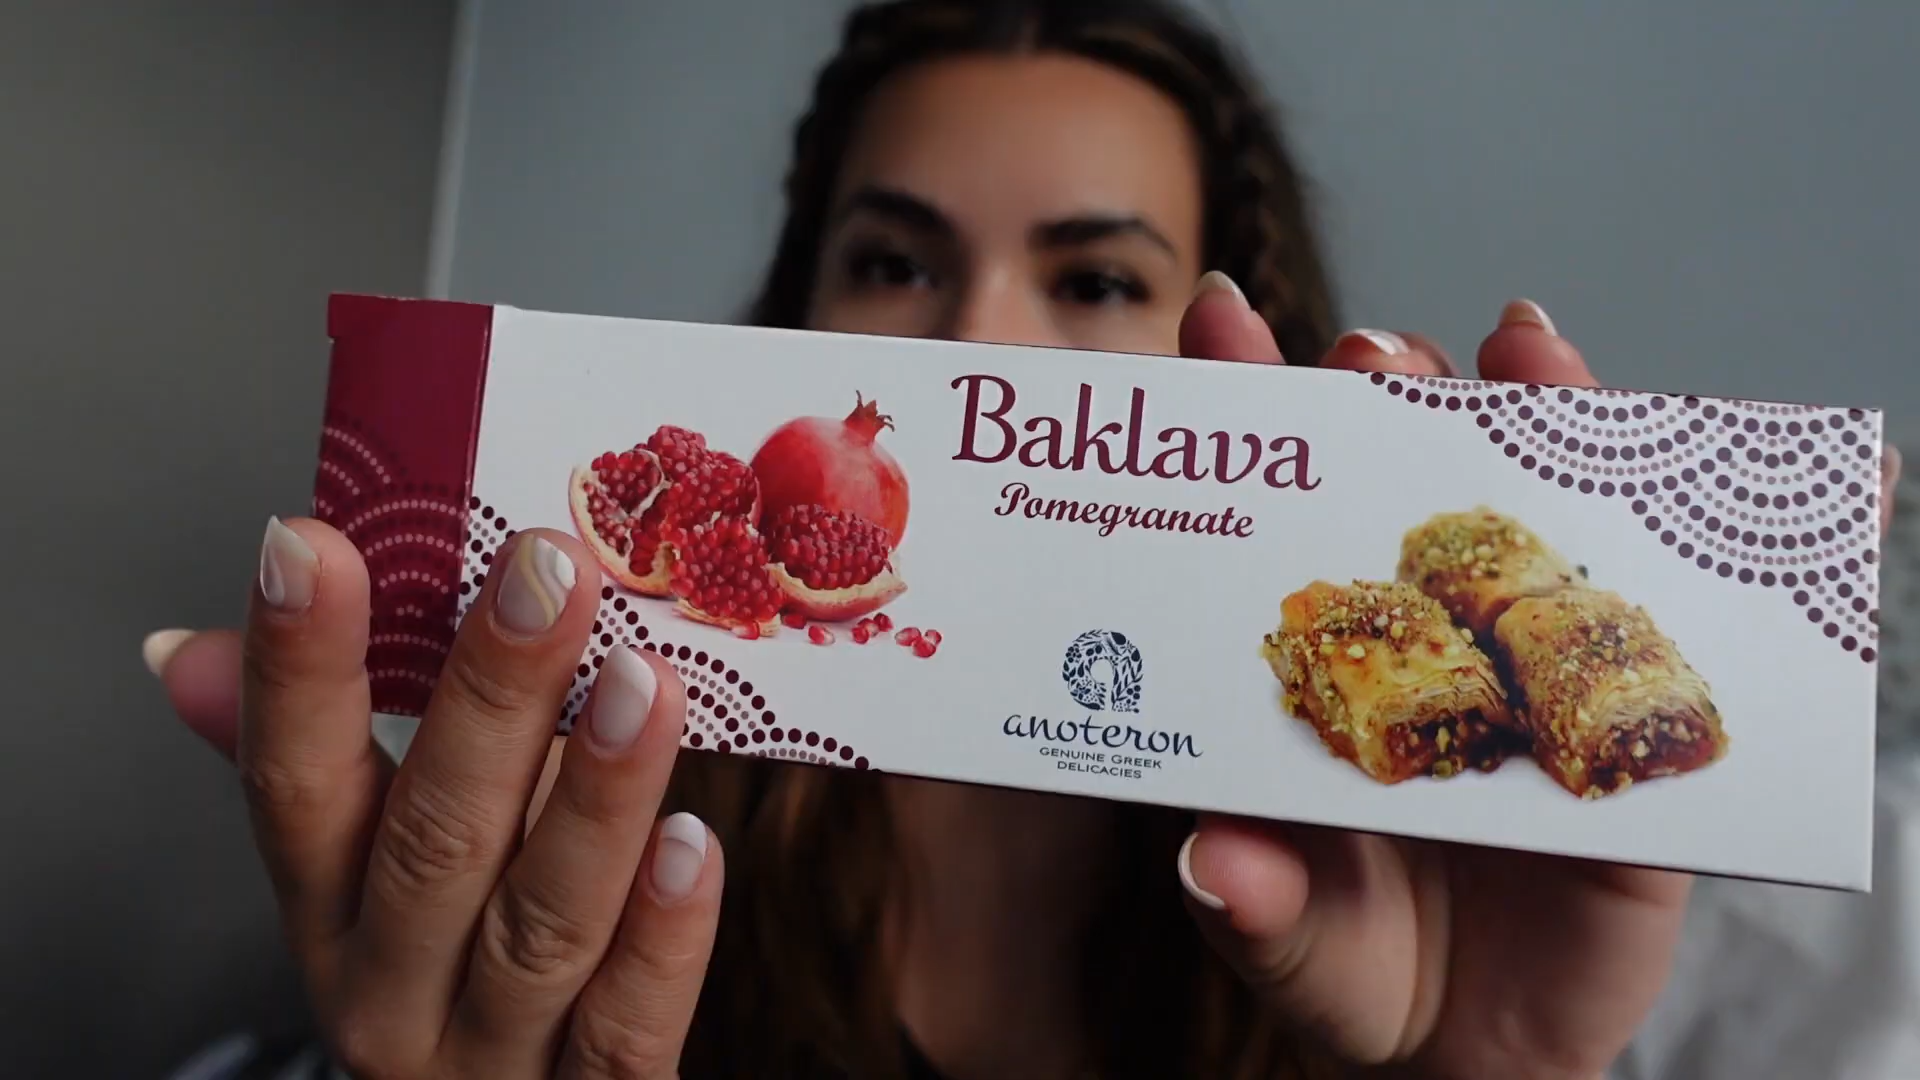 Baklava
Pomegranate
anoteron
GENUINE GREEK
DELICACIES